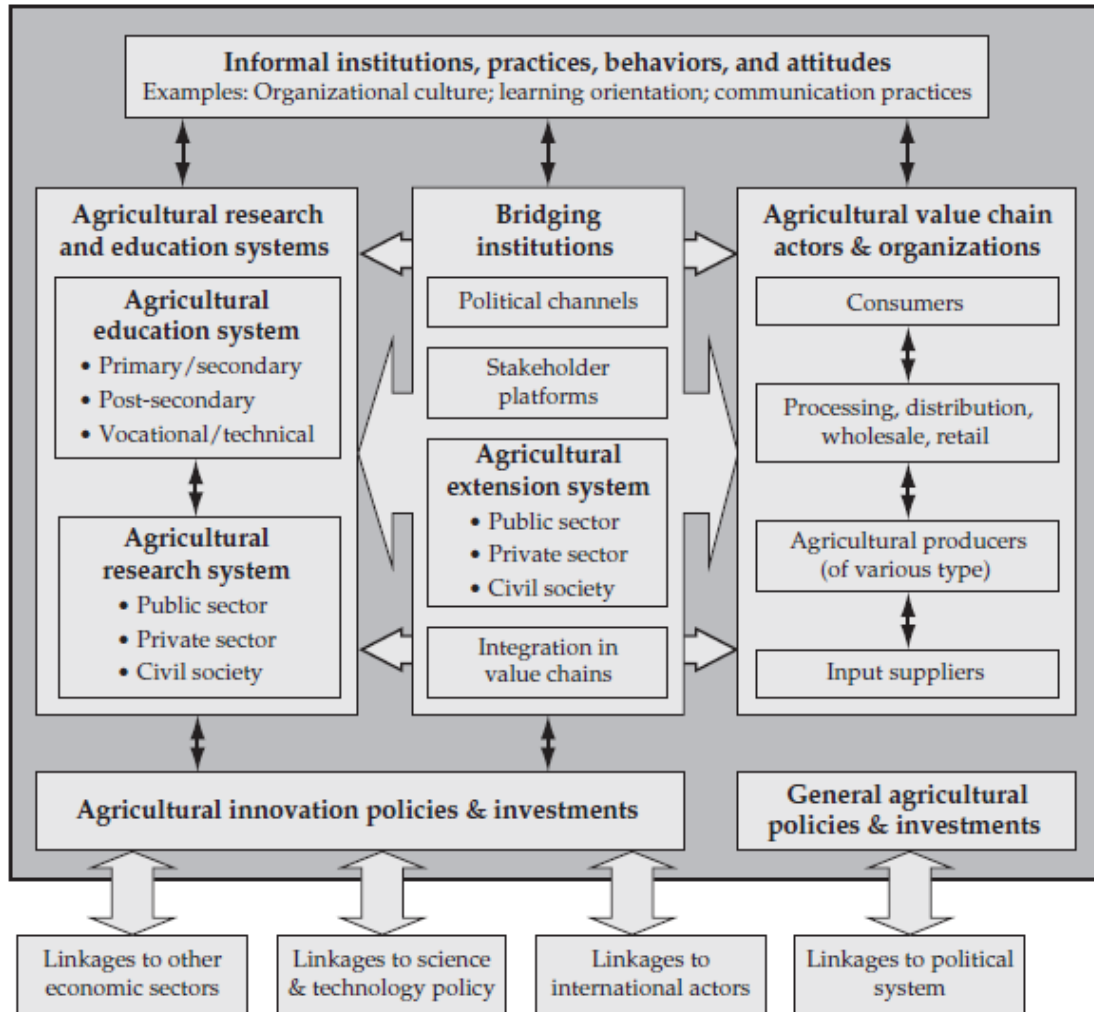 Informal institutions, practices, behaviors, and attitudes
Examples: Organizational culture; learning orientation; communication practices
Agricultural research
and education systems
Agricultural
education system
• Primary/secondary
• Post-secondary
• Vocational/technical
Agricultural
research system
• Public sector
• Private sector
• Civil society
Bridging
institutions
Political channels
Stakeholder
platforms
Agricultural
extension system
• Public sector
• Private sector
• Civil society
Integration in
value chains
Agricultural value chain
actors & organizations
Consumers
Processing, distribution,
wholesale, retail
Agricultural producers
(of various type)
Input suppliers
Agricultural innovation policies & investments
General agricultural
policies & investments
Linkages to other
economic sectors
Linkages to science
& technology policy
Linkages to
international actors
Linkages to political
system